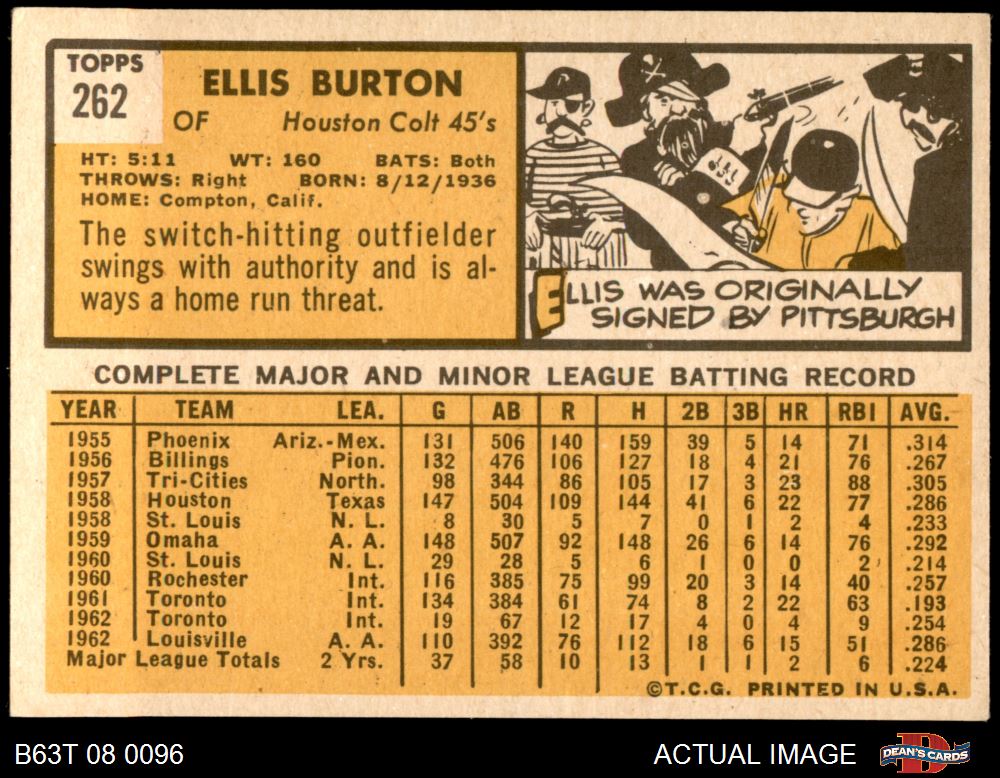 TOPPS
262
ELLIS BURTON
OF Houston Colt 45's
HT: 5:11 WT: 160 BATS: Both
THROWS: Right BORN: 8/12/1936
HOME: Compton, Calif.
The switch-hitting outfielder
swings with authority and is al-
ways a home run threat.
ELLIS WAS ORIGINALLY
SIGNED BY PITTSBURGH
COMPLETE MAJOR AND MINOR LEAGUE BATTING RECORD
YEAR TEAM LEA. G AB R H 2B 3B HR RBI AVG.
1955 Phoenix Ariz.-Mex. 131 506 140 159 39 5 14 71 .314
1956 Billings Pion. 132 476 106 127 18 4 21 76 .267
1957 Tri-Cities North. 98 344 86 105 17 3 23 88 .305
1958 Houston Texas 147 504 109 144 41 6 22 77 .286
1958 St. Louis N. L. 8 30 5 7 0 1 2 4 .233
1959 Omaha A. A. 148 507 92 148 26 6 14 76 .292
1960 St. Louis N. L. 29 28 5 6 1 0 0 2 .214
1960 Rochester Int. 116 385 75 99 20 3 14 40 .257
1961 Toronto Int. 134 384 61 74 8 2 22 63 .193
1962 Toronto Int. 19 67 12 17 4 0 4 9 .254
1962 Louisville A. A. 110 392 76 112 18 6 15 51 .286
Major League Totals 2 Yrs. 37 58 10 13 1 1 2 6 .224
©T.C.G. PRINTED IN U.S.A.
B63T 08 0096 ACTUAL IMAGE DEAN'S CARDS